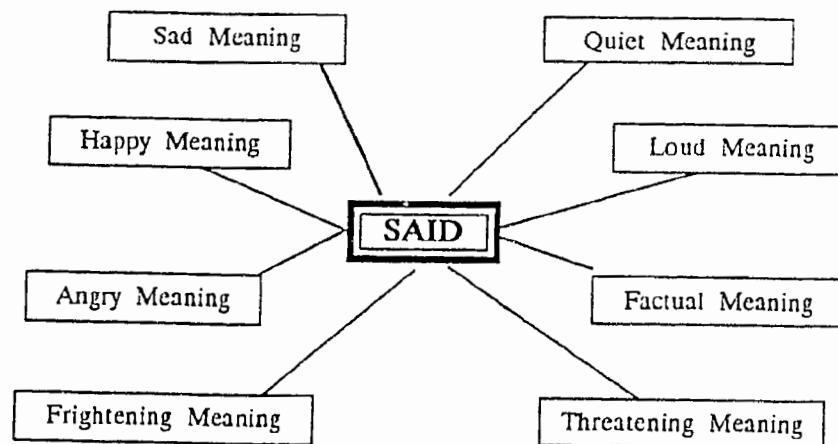 Sad Meaning
Quiet Meaning
Happy Meaning
Loud Meaning
SAID
Angry Meaning
Factual Meaning
Frightening Meaning
Threatening Meaning